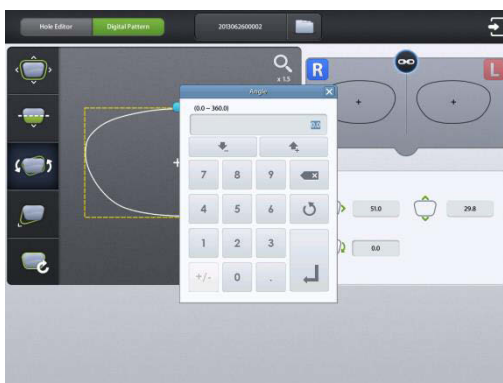 Hole Editor
Digital Pattern
2013062600002
x 1.5
R
L
Angle
(0.0 – 360.0)
0.0
7 8 9
4 5 6
1 2 3
+/- 0 .
51.0
29.8
0.0